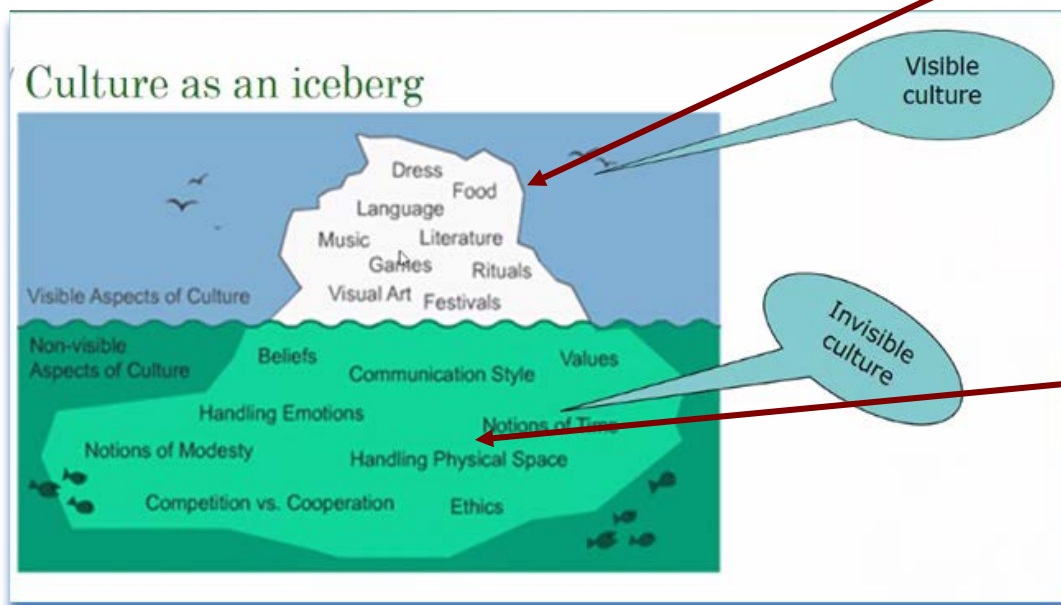 Culture as an iceberg
Visible
culture
Dress
Food
Language
Music
Literature
Games
Rituals
Visual Art
Festivals
Visible Aspects of Culture
Invisible
culture
Non-visible
Aspects of Culture
Beliefs
Values
Communication Style
Handling Emotions
Notions of Time
Notions of Modesty
Handling Physical Space
Competition vs. Cooperation
Ethics